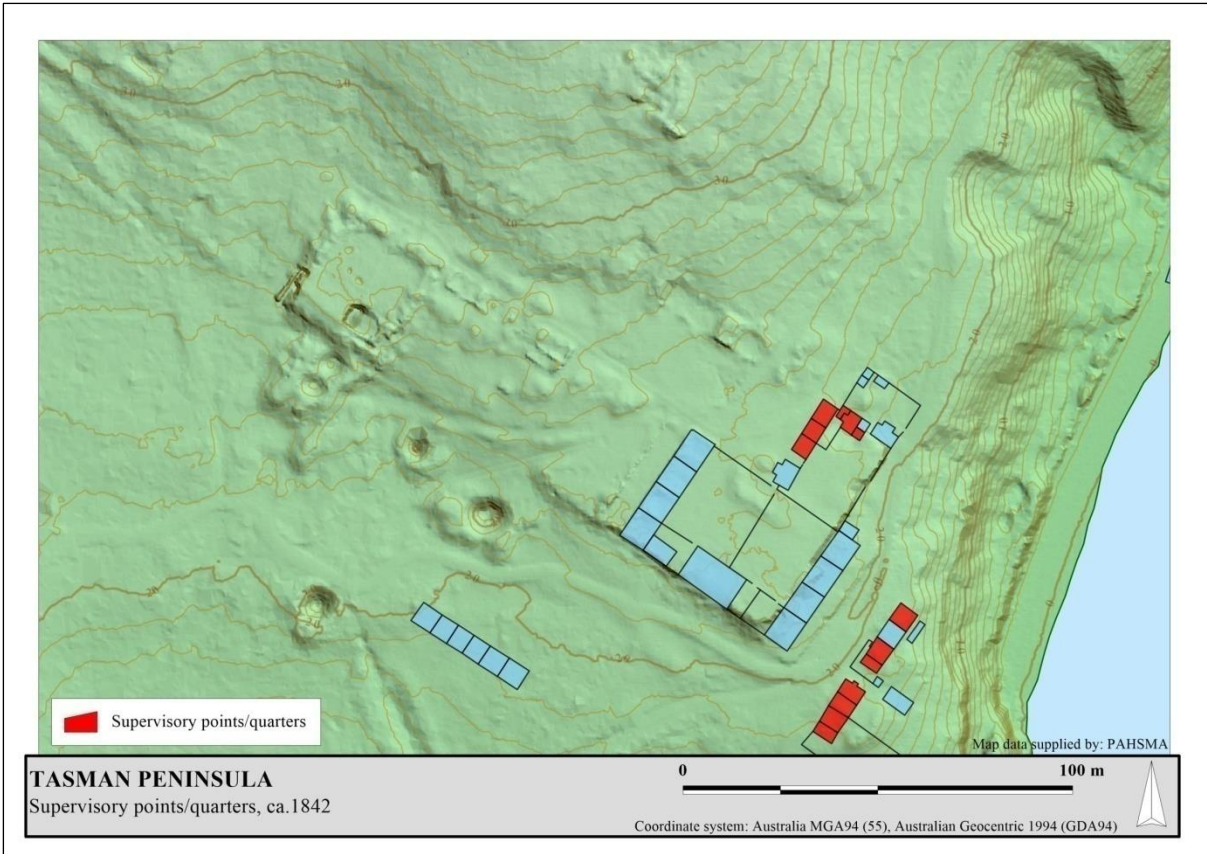 Supervisory points/quarters
Map data supplied by: PAHSMA
TASMAN PENINSULA
Supervisory points/quarters, ca.1842
0
100 m
Coordinate system: Australia MGA94 (55), Australian Geocentric 1994 (GDA94)